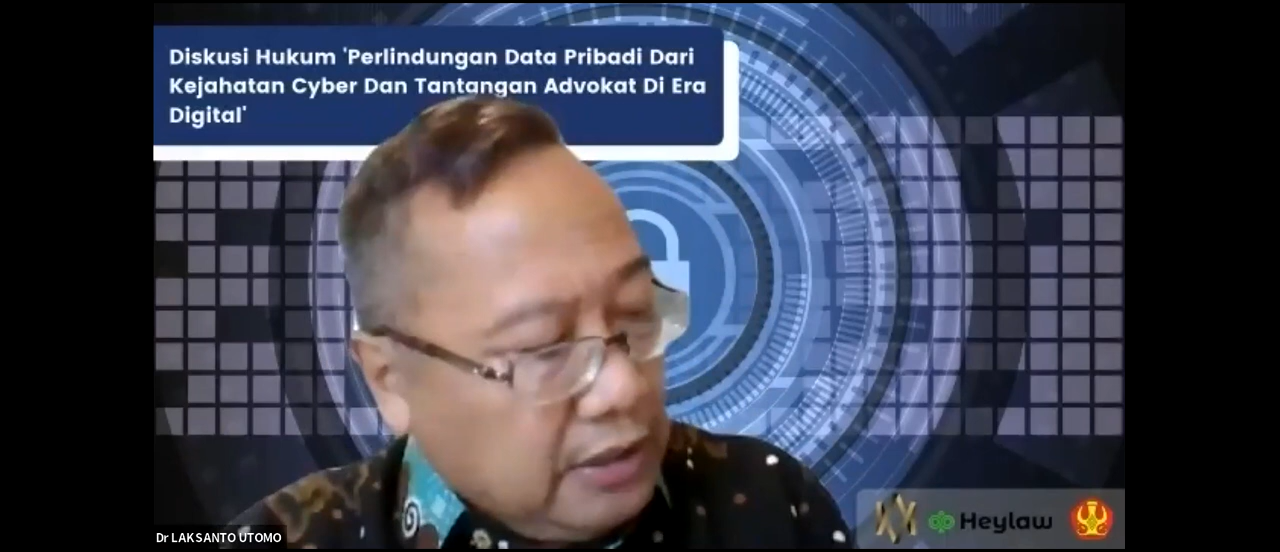 Diskusi Hukum 'Perlindungan Data Pribadi Dari
Kejahatan Cyber Dan Tantangan Advokat Di Era
Digital'
Heylaw
Dr LAKSANTO UTOMO